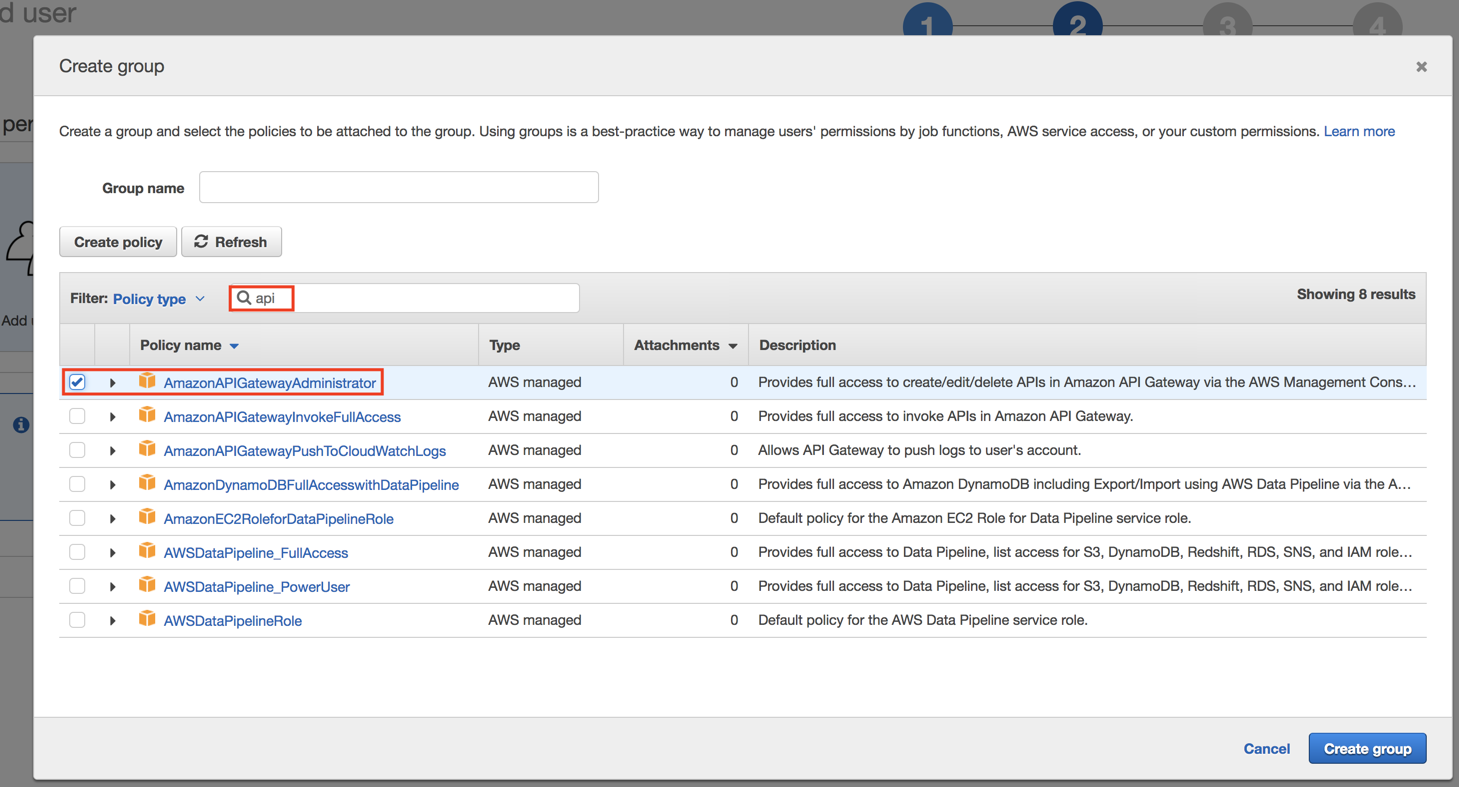 d user
1 2 3 4
Create group
×
per
Create a group and select the policies to be attached to the group. Using groups is a best-practice way to manage users' permissions by job functions, AWS service access, or your custom permissions. Learn more
Group name
Create policy Refresh
Filter: Policy type api Showing 8 results
Add
Policy name Type Attachments Description
AmazonAPIGatewayAdministrator AWS managed 0 Provides full access to create/edit/delete APIs in Amazon API Gateway via the AWS Management Cons…
AmazonAPIGatewayInvokeFullAccess AWS managed 0 Provides full access to invoke APIs in Amazon API Gateway.
AmazonAPIGatewayPushToCloudWatchLogs AWS managed 0 Allows API Gateway to push logs to user's account.
AmazonDynamoDBFullAccesswithDataPipeline AWS managed 0 Provides full access to Amazon DynamoDB including Export/Import using AWS Data Pipeline via the A…
AmazonEC2RoleforDataPipelineRole AWS managed 0 Default policy for the Amazon EC2 Role for Data Pipeline service role.
AWSDataPipeline_FullAccess AWS managed 0 Provides full access to Data Pipeline, list access for S3, DynamoDB, Redshift, RDS, SNS, and IAM role…
AWSDataPipeline_PowerUser AWS managed 0 Provides full access to Data Pipeline, list access for S3, DynamoDB, Redshift, RDS, SNS, and IAM role…
AWSDataPipelineRole AWS managed 0 Default policy for the AWS Data Pipeline service role.
Cancel Create group